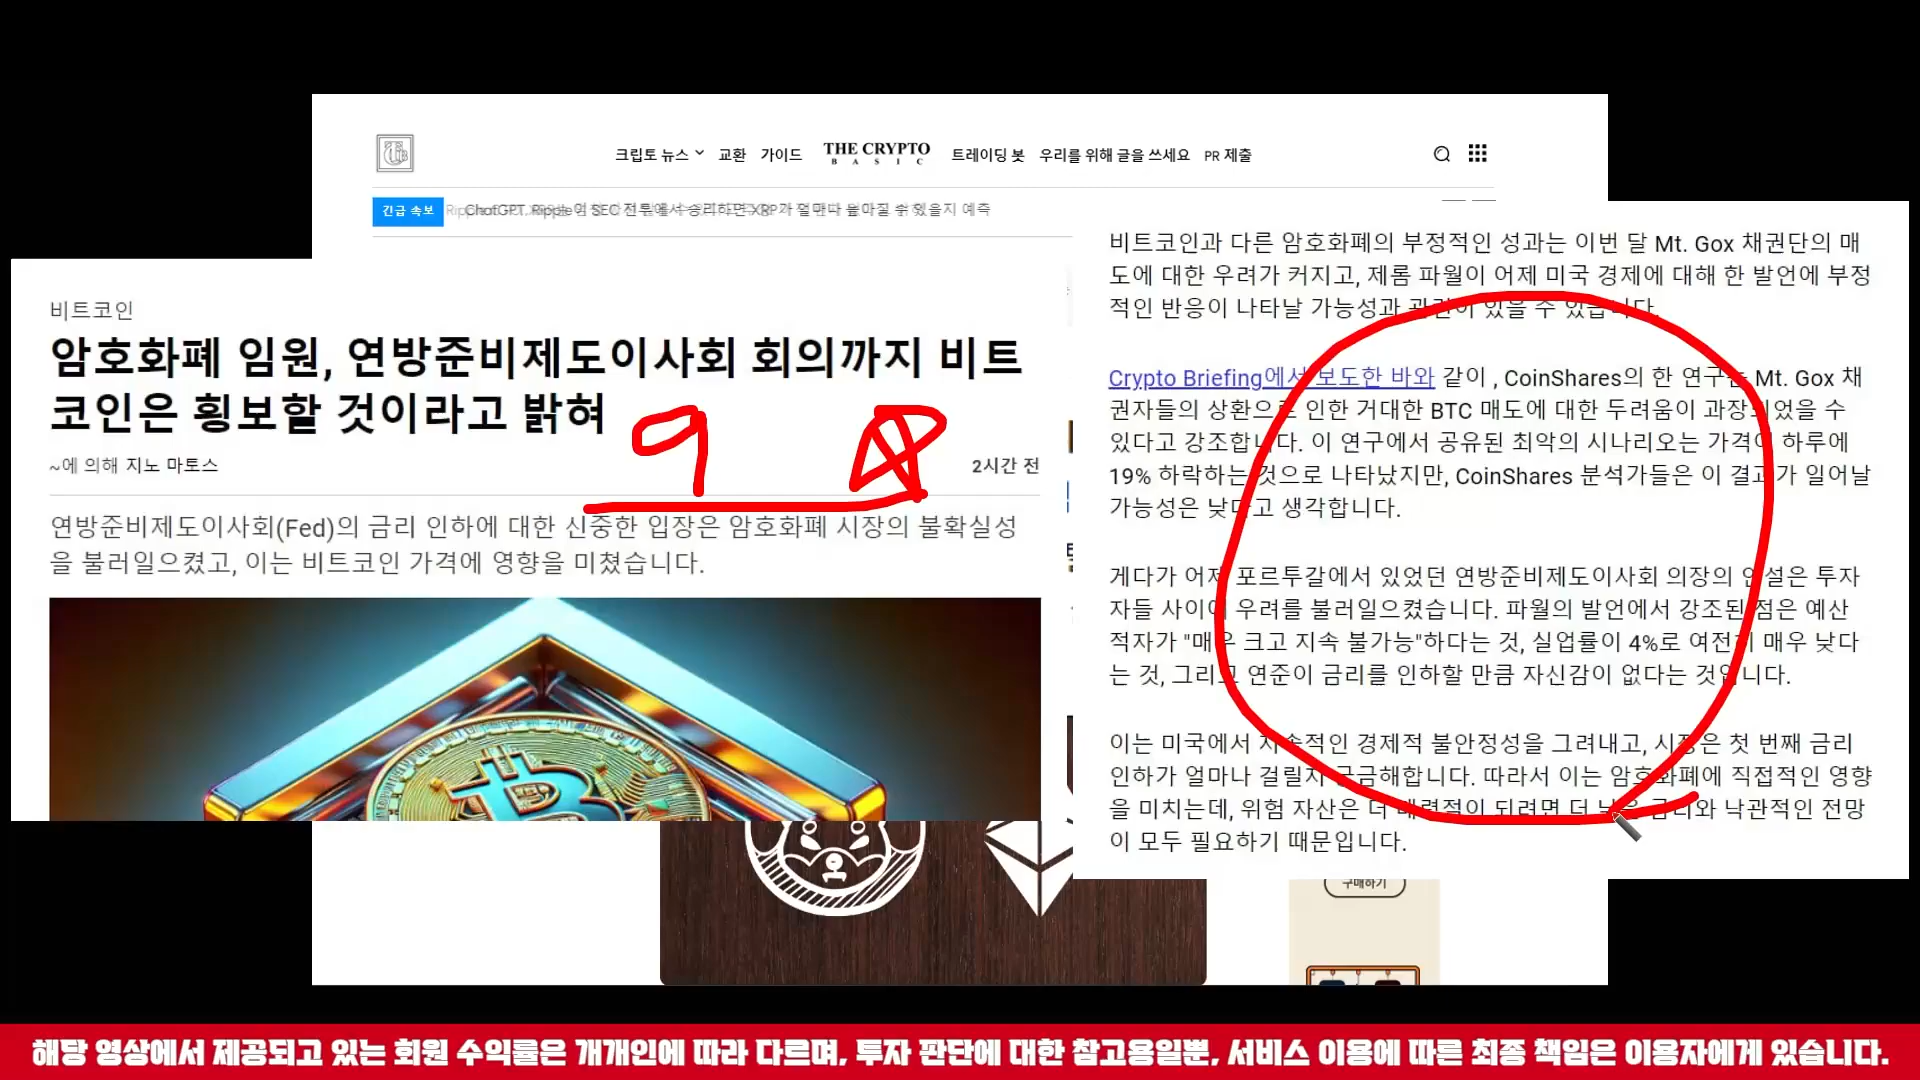 크립토 뉴스
교환
가이드
THE CRYPTO
BASIC
트레이딩 봇
우리를 위해 글을 쓰세요
PR 제출
긴급 속보
비트코인
암호화폐 임원, 연방준비제도이사회 회의까지 비트
코인은 횡보할 것이라고 밝혀
9
~에 의해 지노 마토스
2시간 전
연방준비제도이사회(Fed)의 금리 인하에 대한 신중한 입장은 암호화폐 시장의 불확실성
을 불러일으켰고, 이는 비트코인 가격에 영향을 미쳤습니다.
비트코인과 다른 암호화폐의 부정적인 성과는 이번 달 Mt. Gox 채권단의 매
도에 대한 우려가 커지고, 제롬 파월이 어제 미국 경제에 대해 한 발언에 부정
적인 반응이 나타날 가능성과 관련이 있을 수 있습니다.
Crypto Briefing에서 보도한 바와 같이 , CoinShares의 한 연구는 Mt. Gox 채
권자들의 상환으로 인한 거대한 BTC 매도에 대한 두려움이 과장되었을 수
있다고 강조합니다. 이 연구에서 공유된 최악의 시나리오는 가격이 하루에
19% 하락하는 것으로 나타났지만, CoinShares 분석가들은 이 결과가 일어날
가능성은 낮다고 생각합니다.
게다가 어제 포르투갈에서 있었던 연방준비제도이사회 의장의 연설은 투자
자들 사이에 우려를 불러일으켰습니다. 파월의 발언에서 강조된 점은 예산
적자가 "매우 크고 지속 불가능"하다는 것, 실업률이 4%로 여전히 매우 낮다
는 것, 그리고 연준이 금리를 인하할 만큼 자신감이 없다는 것입니다.
이는 미국에서 지속적인 경제적 불안정성을 그려내고, 시장은 첫 번째 금리
인하가 얼마나 걸릴지 궁금해합니다. 따라서 이는 암호화폐에 직접적인 영향
을 미치는데, 위험 자산은 더 매력적이 되려면 더 낮은 금리와 낙관적인 전망
이 모두 필요하기 때문입니다.
구매하기
해당 영상에서 제공되고 있는 회원 수익률은 개개인에 따라 다르며, 투자 판단에 대한 참고용일뿐, 서비스 이용에 따른 최종 책임은 이용자에게 있습니다.